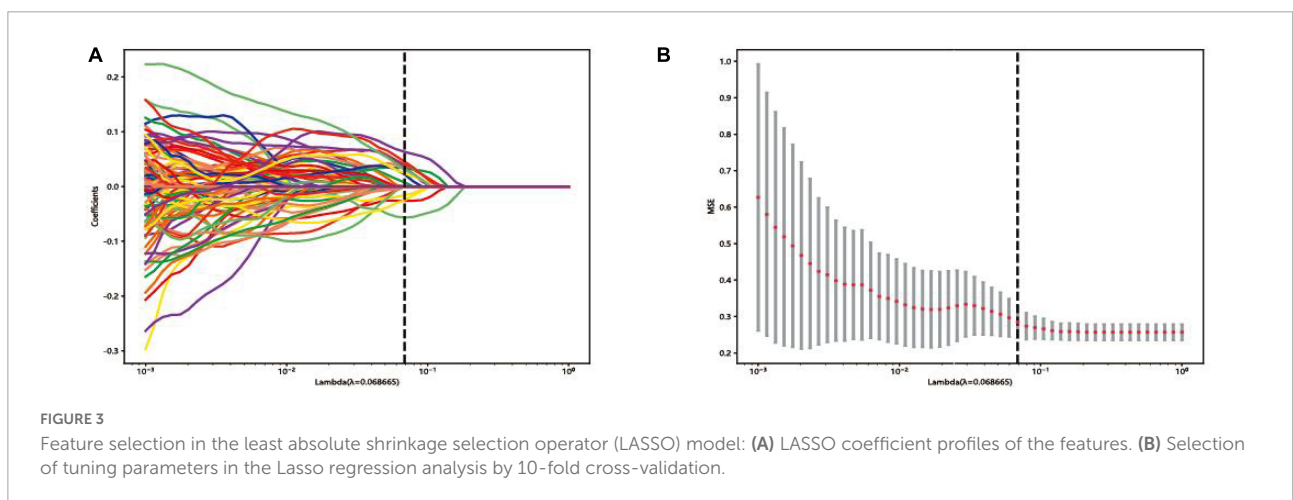 A
B
0.2
0.1
0.0
-0.1
-0.2
-0.3
Coefficients
10⁻³
10⁻²
10⁻¹
10⁰
Lambda(λ=0.068665)
1.0
0.9
0.8
0.7
0.6
0.5
0.4
0.3
0.2
MSE
10⁻³
10⁻²
10⁻¹
10⁰
Lambda(λ=0.068665)
FIGURE 3
Feature selection in the least absolute shrinkage selection operator (LASSO) model: (A) LASSO coefficient profiles of the features. (B) Selection
of tuning parameters in the Lasso regression analysis by 10-fold cross-validation.